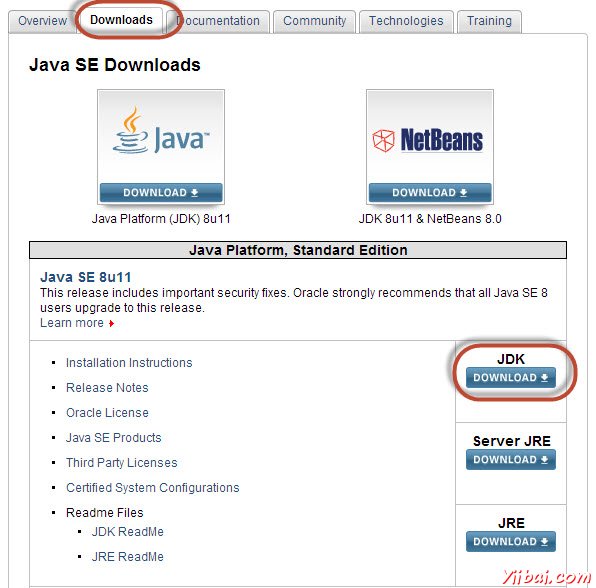 Overview Downloads Documentation Community Technologies Training
Java SE Downloads
Java™
NetBeans
DOWNLOAD
DOWNLOAD
Java Platform (JDK) 8u11
JDK 8u11 & NetBeans 8.0
Java Platform, Standard Edition
Java SE 8u11
This release includes important security fixes. Oracle strongly recommends that all Java SE 8
users upgrade to this release.
Learn more
Installation Instructions
Release Notes
Oracle License
Java SE Products
Third Party Licenses
Certified System Configurations
Readme Files
JDK ReadMe
JRE ReadMe
JDK
DOWNLOAD
Server JRE
DOWNLOAD
JRE
DOWNLOAD
Yiibai.com